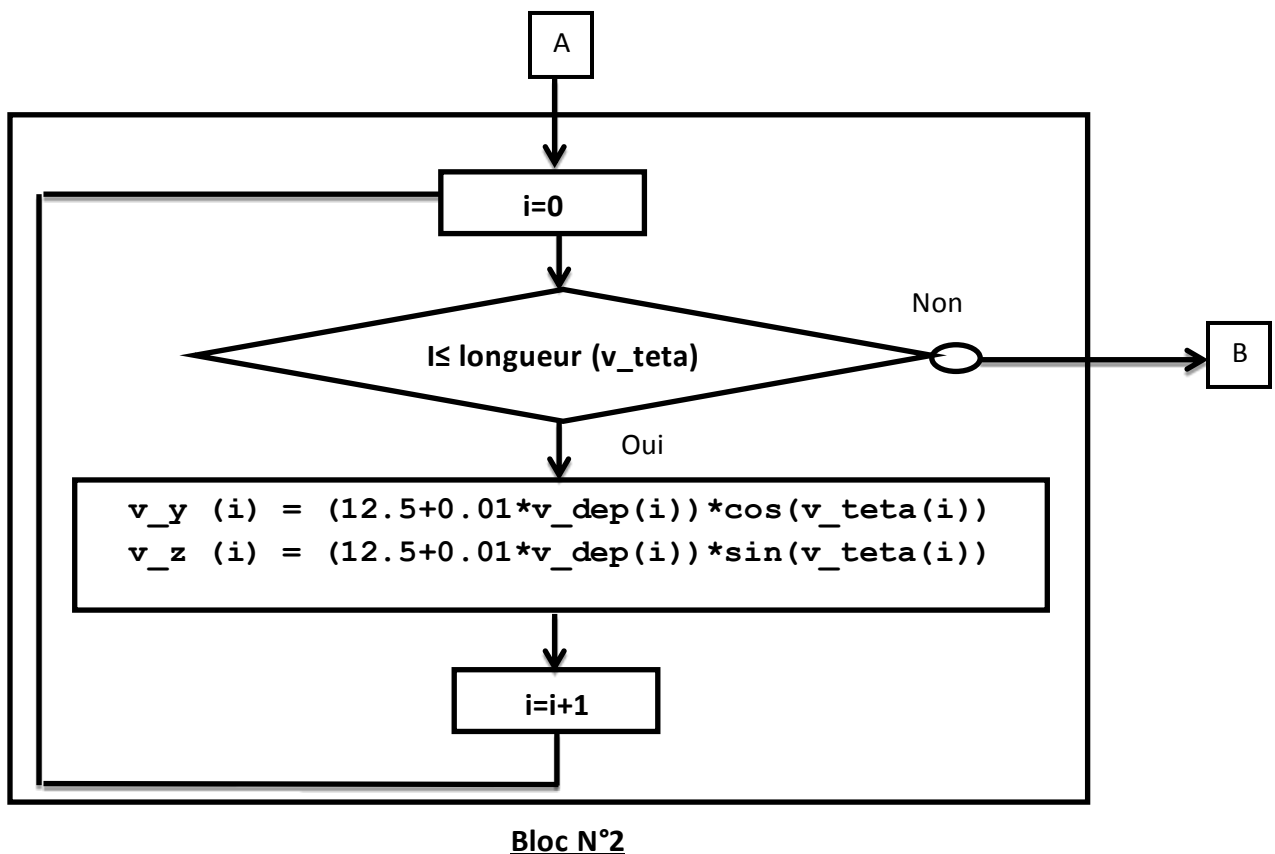 A
i=0
Non
I≤ longueur (v_teta)
B
Oui
v_y (i) = (12.5+0.01*v_dep(i))*cos(v_teta(i))
v_z (i) = (12.5+0.01*v_dep(i))*sin(v_teta(i))
i=i+1
Bloc N°2